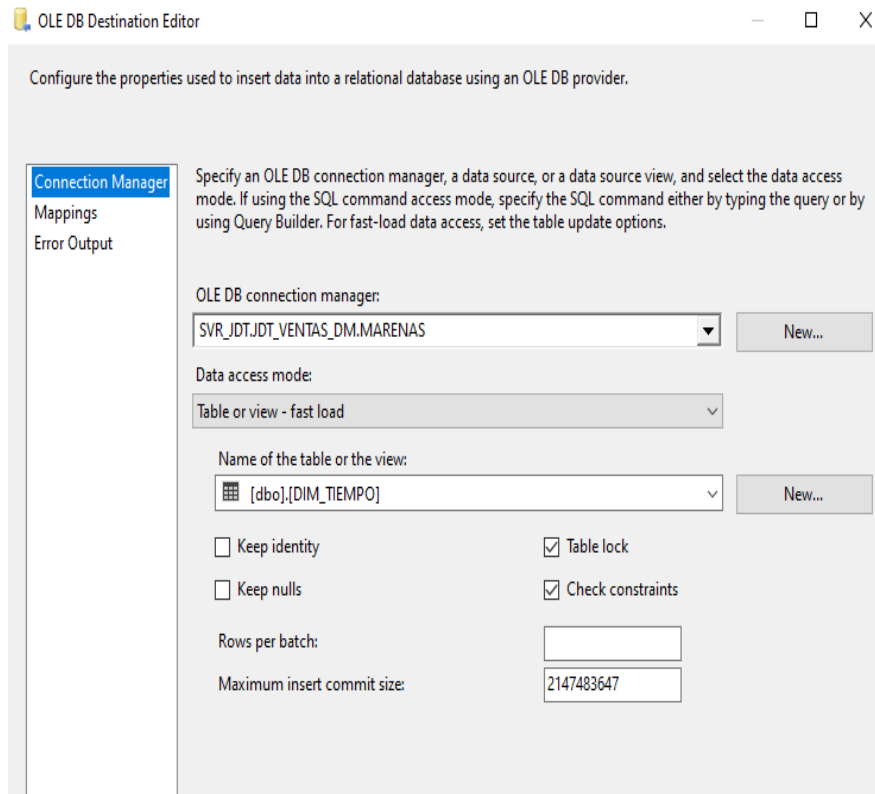 OLE DB Destination Editor
Configure the properties used to insert data into a relational database using an OLE DB provider.
Connection Manager
Mappings
Error Output
Specify an OLE DB connection manager, a data source, or a data source view, and select the data access
mode. If using the SQL command access mode, specify the SQL command either by typing the query or by
using Query Builder. For fast-load data access, set the table update options.
OLE DB connection manager:
SVR_JDT.JDT_VENTAS_DM.MARENAS
New...
Data access mode:
Table or view - fast load
Name of the table or the view:
[dbo].[DIM_TIEMPO]
New...
Keep identity
Table lock
Keep nulls
Check constraints
Rows per batch:
Maximum insert commit size:
2147483647